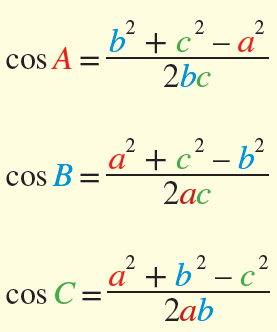 cos A = b² + c² – a² / 2bc
cos B = a² + c² – b² / 2ac
cos C = a² + b² – c² / 2ab